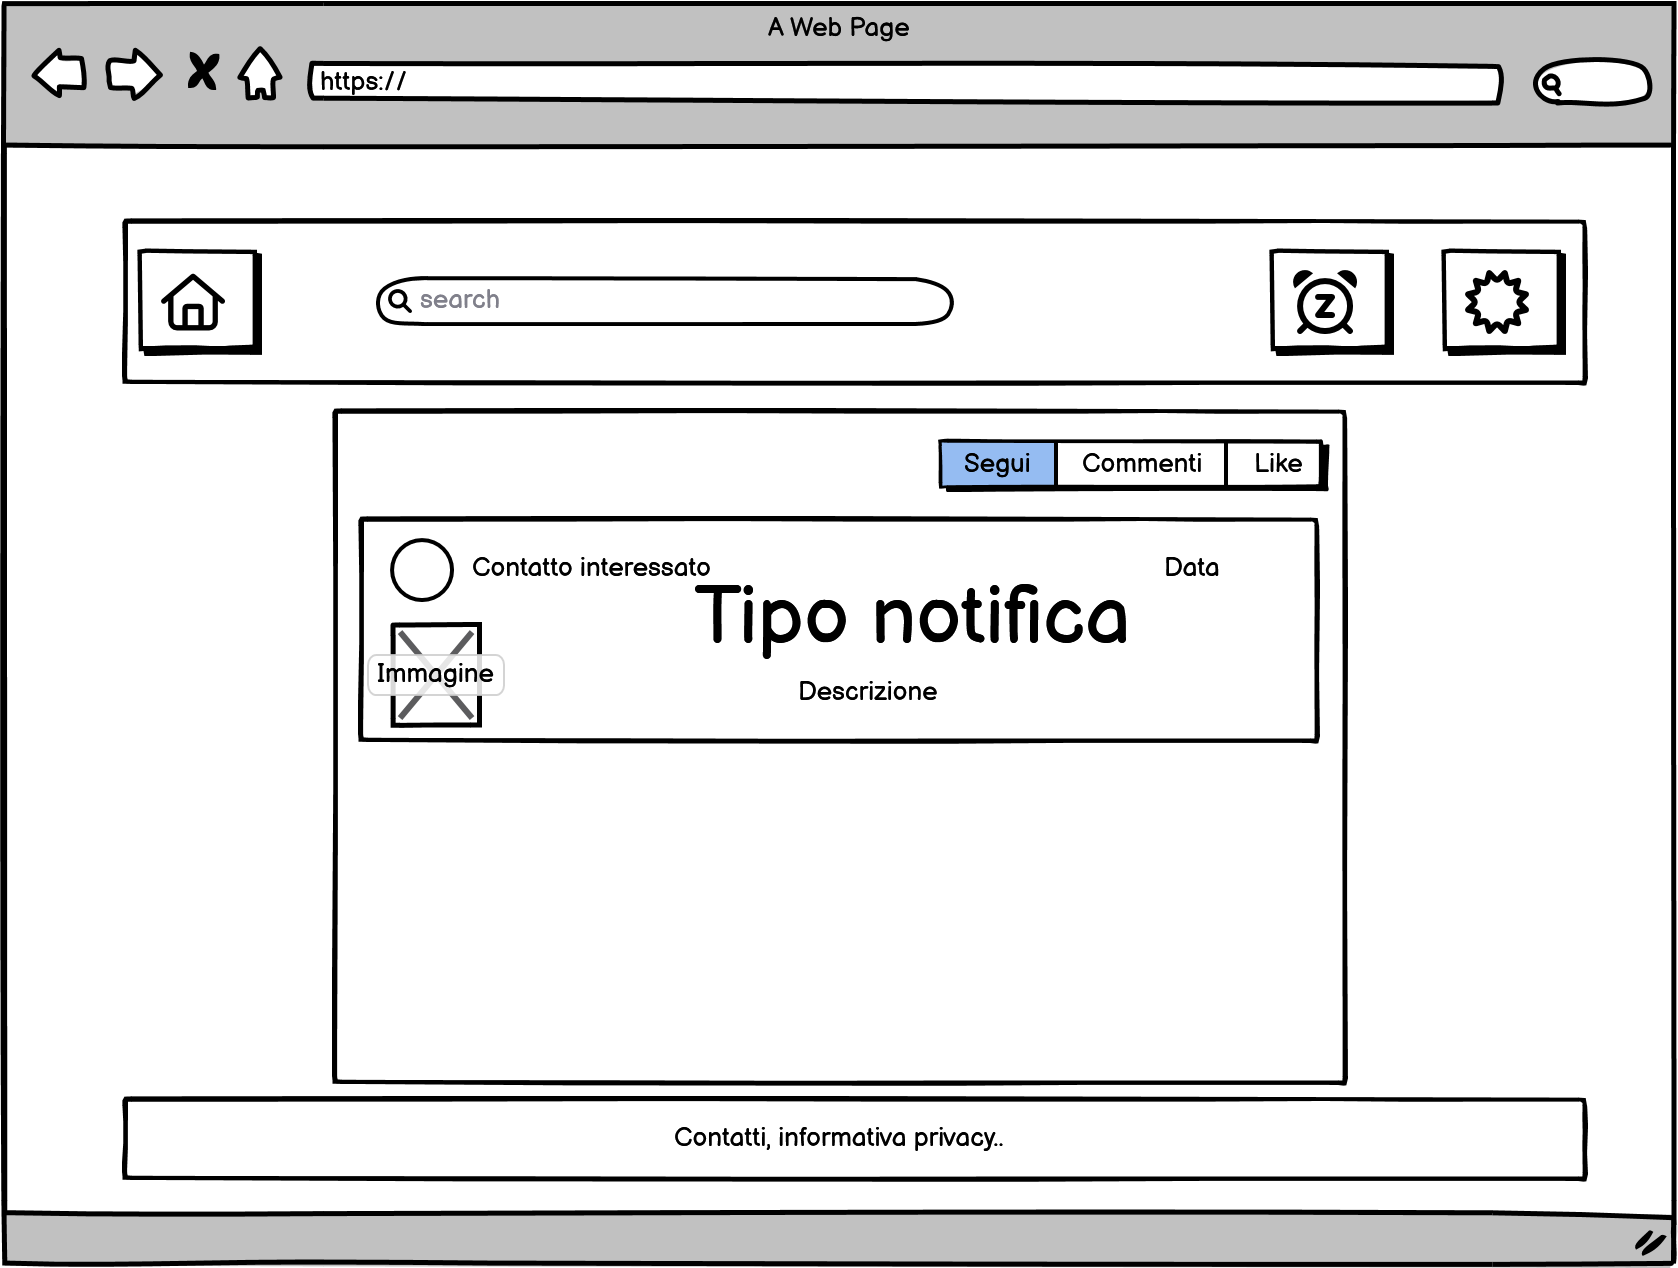 A Web Page
https://
search
Segui Commenti Like
Contatto interessato Data
Tipo notifica
Immagine
Descrizione
Contatti, informativa privacy..